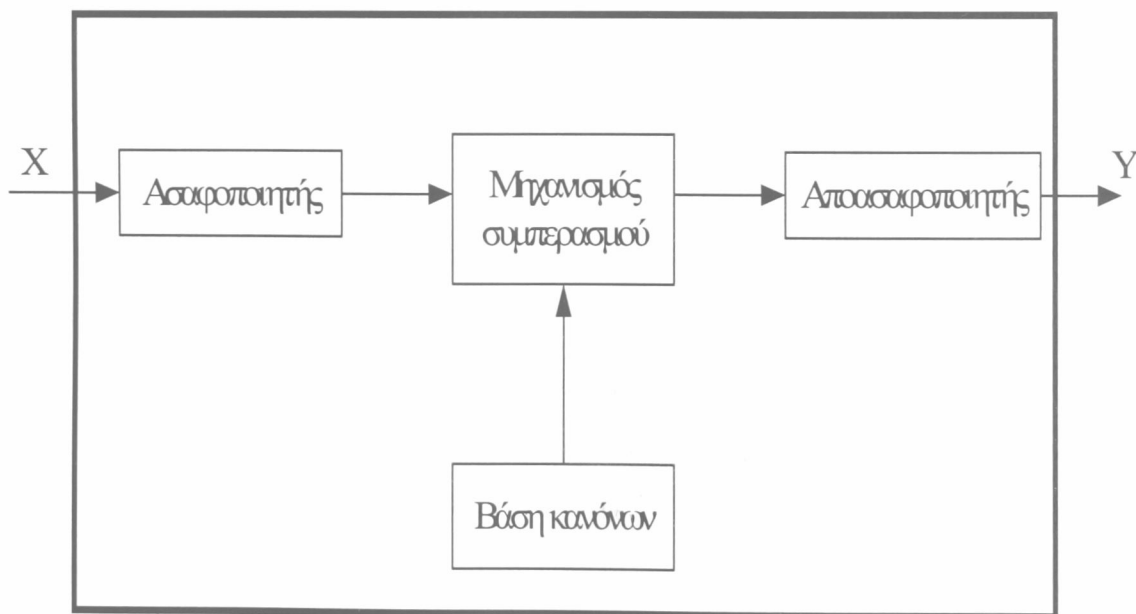 X
Ασαφοποιητής
Μηχανισμός
συμπερασμού
Αποασαφοποιητής
Y
Βάση κανόνων